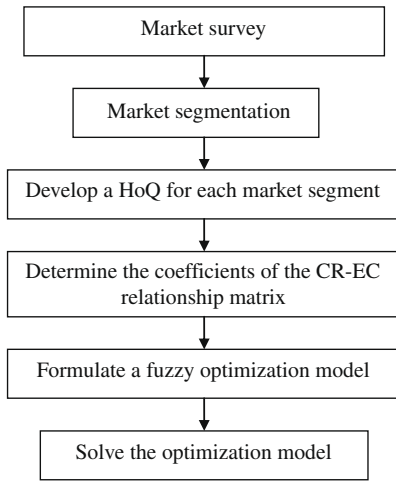 Market survey
Market segmentation
Develop a HoQ for each market segment
Determine the coefficients of the CR-EC
relationship matrix
Formulate a fuzzy optimization model
Solve the optimization model